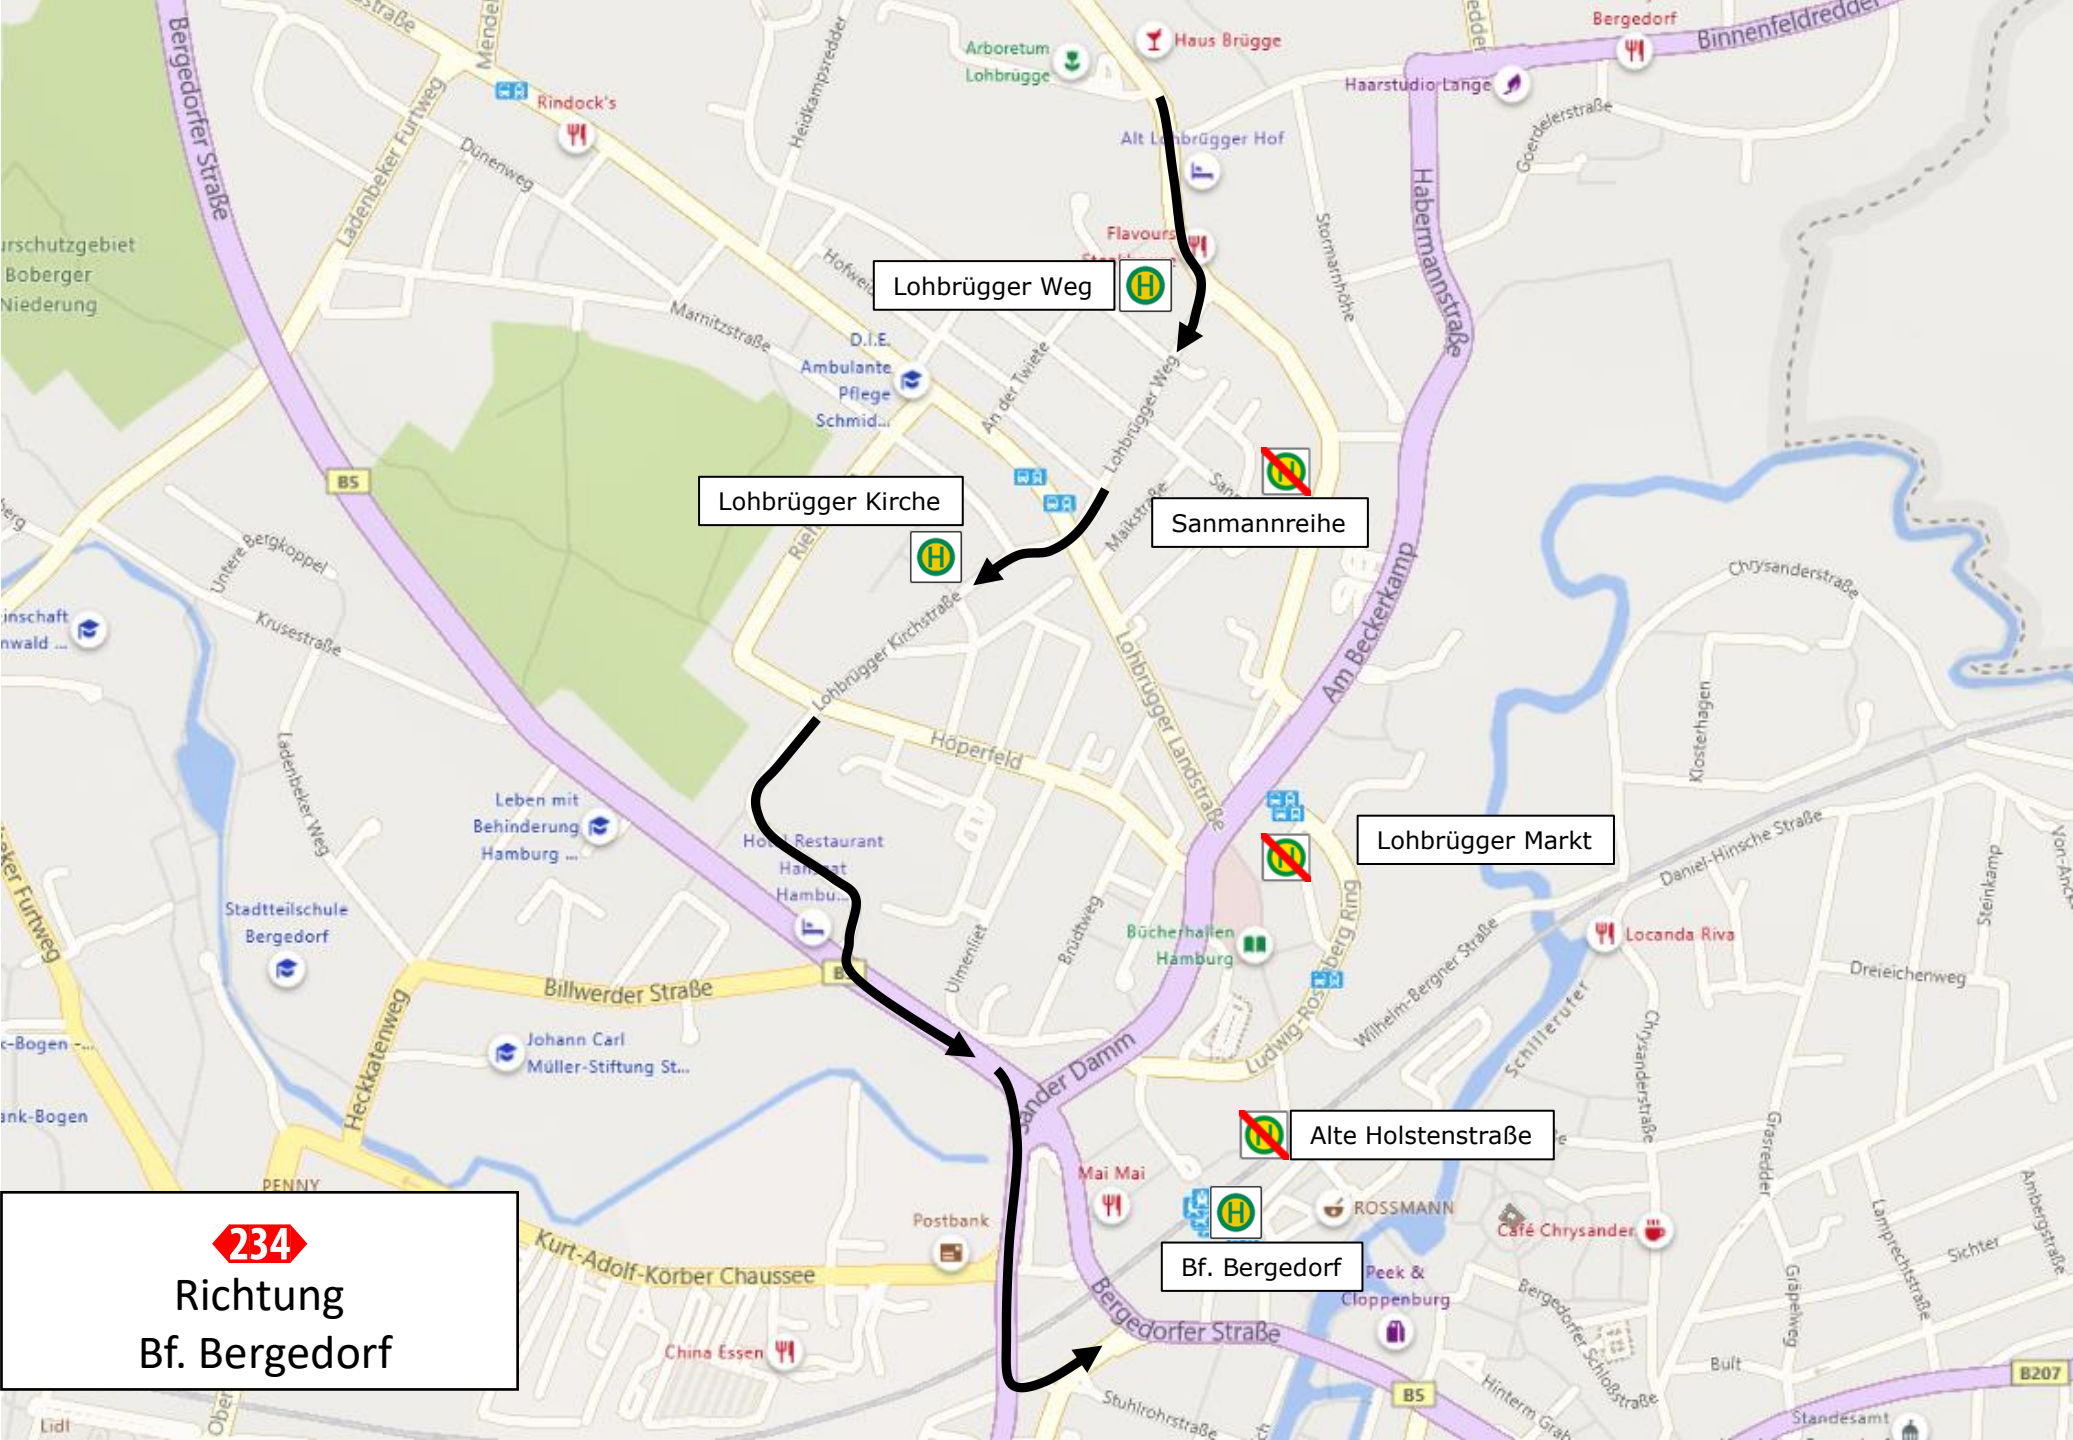 Bergedorf
Binnenfeldredder
Haus Brügge
Arboretum
Lohbrügge
Haarstudio Lange
Bergedorfer Straße
Ladenbeker Furtweg
Rindock's
Dünenweg
Heidkampsredder
Goerdelerstraße
Habermannstraße
Stormarnhöhe
Boberger
Niederung
Flavours
Lohbrügger Weg
H
Marnitzstraße
D.I.E.
Ambulante
Pflege
Schmid...
An der Twiete
Lohbrügger Weg
B5
Lohbrügger Kirche
H
Maikstraße
H
Sanmannreihe
Untere Bergkoppel
Krusestraße
Lohbrügger Kirchstraße
Lohbrügger Landstraße
Am Beckerkamp
Chrysanderstraße
Klosterhagen
Höperfeld
Ladenbeker Weg
Leben mit
Behinderung
Hamburg ...
Hambu...
H
Lohbrügger Markt
Daniel-Hinsche Straße
Steinkamp
Stadtteilschule
Bergedorf
Bücherhallen
Hamburg
Ulmenliet
Brüdtweg
Wilhelm-Bergner Straße
Locanda Riva
Dreieichenweg
Billwerder Straße
Heckkatenweg
Johann Carl
Müller-Stiftung St...
Sander Damm
Schillerufer
Chrysanderstraße
Grasredder
H
Alte Holstenstraße
Mai Mai
H
Bf. Bergedorf
ROSSMANN
Café Chrysander
Lamprechtstraße
Ambergstraße
Sichter
Gräpelweg
PENNY
234
Richtung
Bf. Bergedorf
Postbank
Kurt-Adolf-Körber Chaussee
China Essen
Bergedorfer Straße
Peek &
Cloppenburg
Bergedorfer Schloßstraße
Bult
B207
B5
Stuhlrohrstraße
Lidl
Standesamt